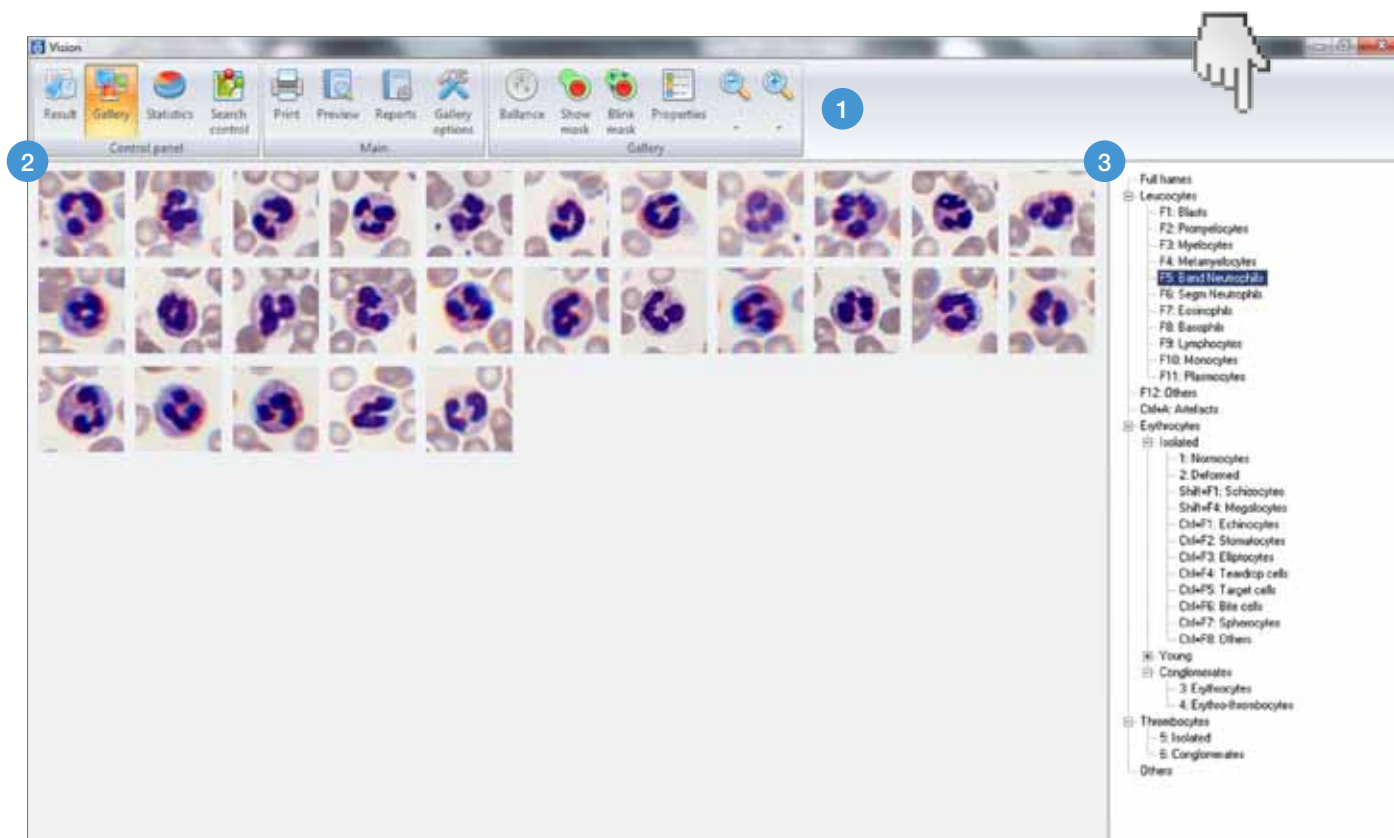 Vision
Result Gallery Statistics Search control
Print Preview Reports Gallery options
Ballance Show mask Blink mask Properties
Control panel Main Gallery
1
2
3
Full frames
Leucocytes
F1: Blasts
F2: Promyelocytes
F3: Myelocytes
F4: Metamyelocytes
F5: Band Neutrophils
F6: Segm Neutrophils
F7: Eosinophils
F8: Basophils
F9: Lymphocytes
F10: Monocytes
F11: Plasmocytes
F12: Others
Ctrl+A: Artefacts
Erythrocytes
Isolated
1: Normocytes
2: Deformed
Shift+F1: Schizocytes
Shift+F4: Megalocytes
Ctrl+F1: Echinocytes
Ctrl+F2: Stomatocytes
Ctrl+F3: Elliptocytes
Ctrl+F4: Teardrop cells
Ctrl+F5: Target cells
Ctrl+F6: Bite cells
Ctrl+F7: Spherocytes
Ctrl+F8: Others
Young
Conglomerates
3: Erythrocytes
4: Erythro-thrombocytes
Thrombocytes
5: Isolated
6: Conglomerates
Others